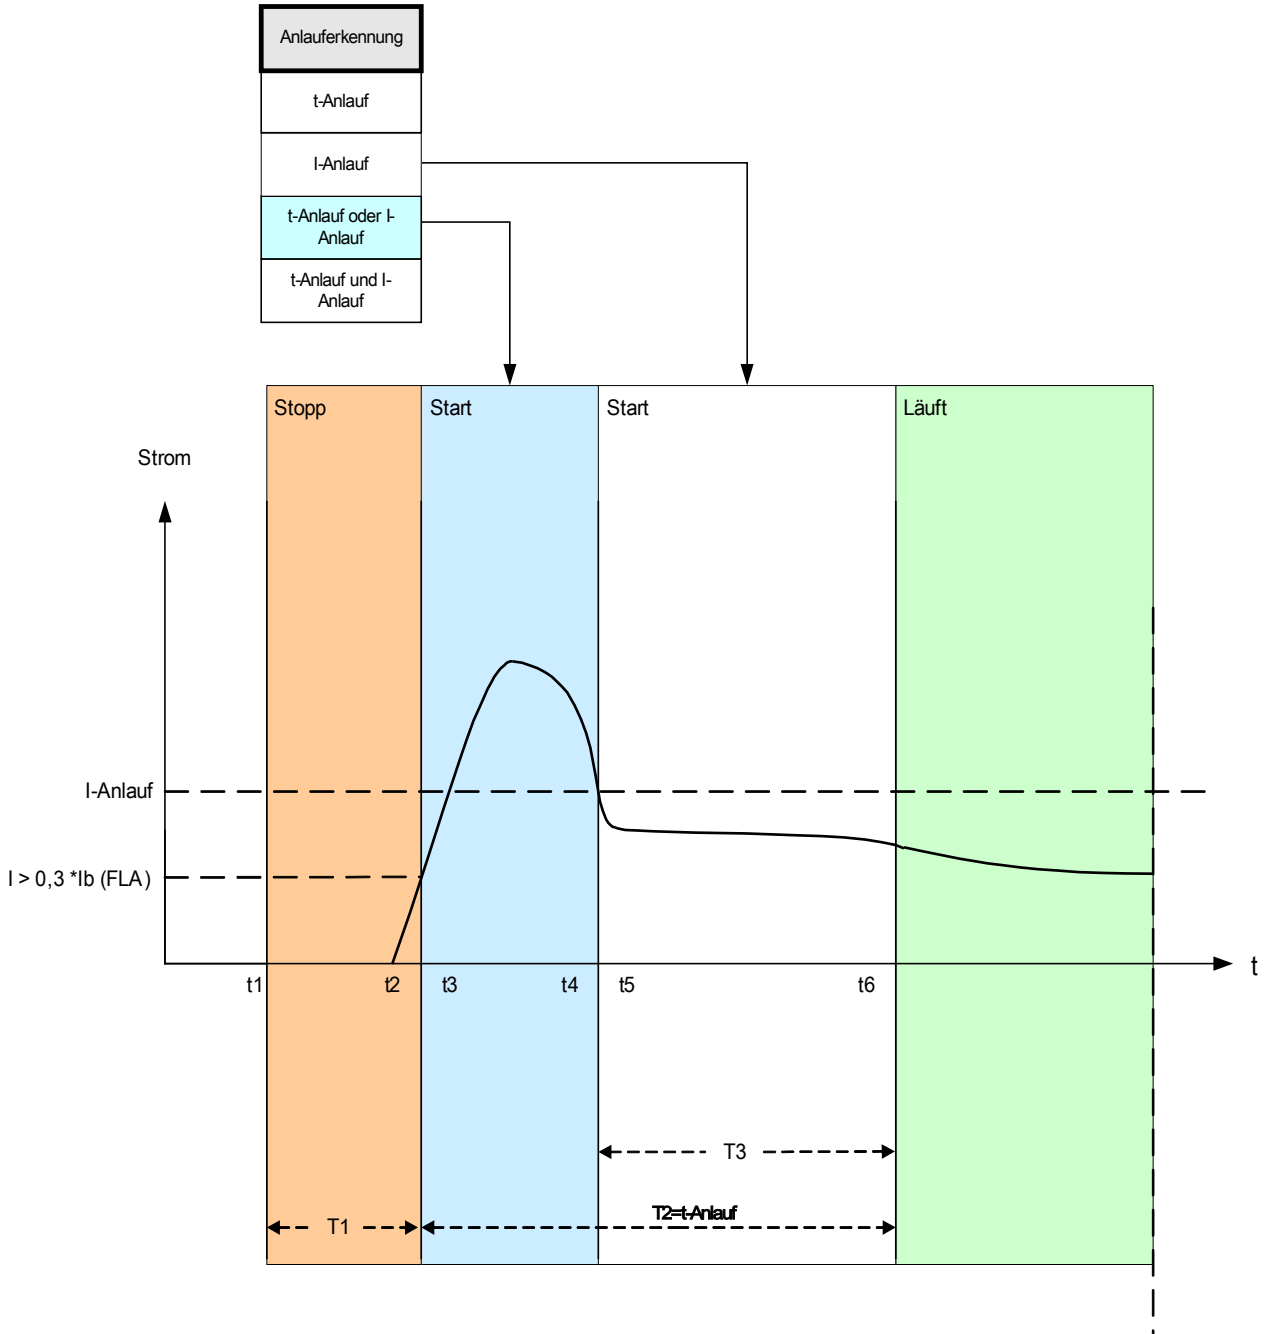 Anlauferkennung
t-Anlauf
I-Anlauf
t-Anlauf oder I-
Anlauf
t-Anlauf und I-
Anlauf
Stopp
Start
Start
Läuft
Strom
I-Anlauf
I > 0,3 *Ib (FLA)
t
t1
t2
t3
t4
t5
t6
T3
T2=t-Anlauf
T1